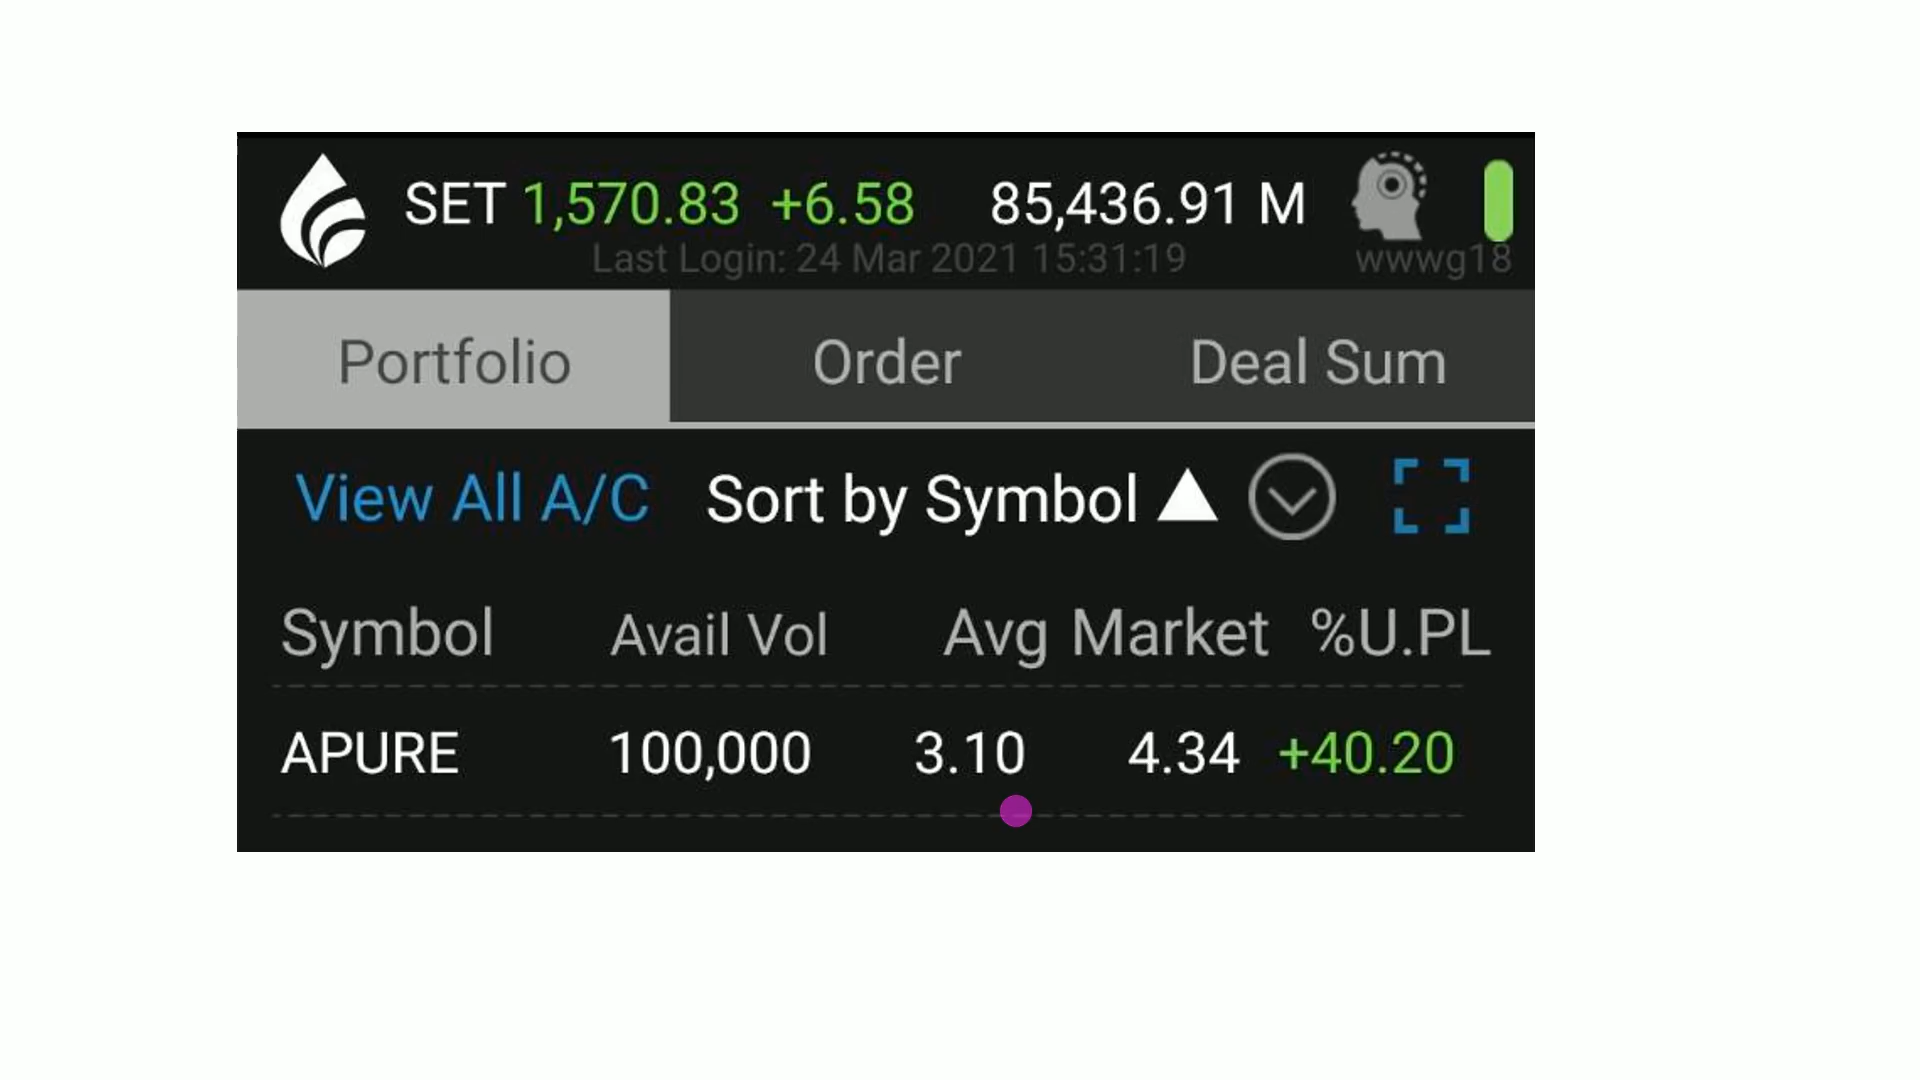 SET 1,570.83 +6.58 85,436.91 M
Last Login: 24 Mar 2021 15:31:19 wwwg18
Portfolio Order Deal Sum
View All A/C Sort by Symbol ▲
Symbol Avail Vol Avg Market %U.PL
APURE 100,000 3.10 4.34 +40.20